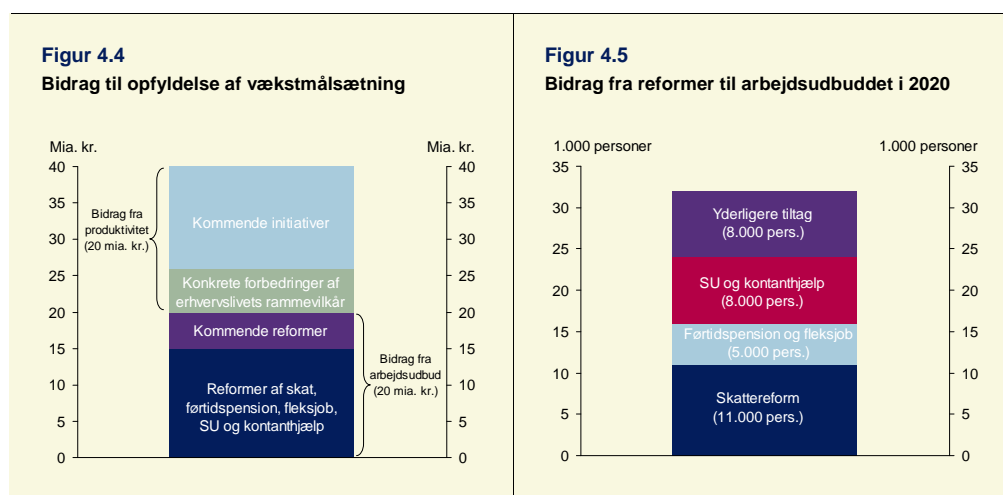 Figur 4.4
Bidrag til opfyldelse af vækstmålsætning
Mia. kr.
Mia. kr.
40
35
30
25
20
15
10
5
0
Bidrag fra
produktivitet
(20 mia. kr.)
Kommende initiativer
Konkrete forbedringer af
erhvervslivets rammevilkår
Kommende reformer
Reformer af skat,
førtidspension, fleksjob,
SU og kontanthjælp
Bidrag fra
arbejdsudbud
(20 mia. kr.)
40
35
30
25
20
15
10
5
0
Figur 4.5
Bidrag fra reformer til arbejdsudbuddet i 2020
1.000 personer
1.000 personer
35
30
25
20
15
10
5
0
Yderligere tiltag
(8.000 pers.)
SU og kontanthjælp
(8.000 pers.)
Førtidspension og fleksjob
(5.000 pers.)
Skattereform
(11.000 pers.)
35
30
25
20
15
10
5
0